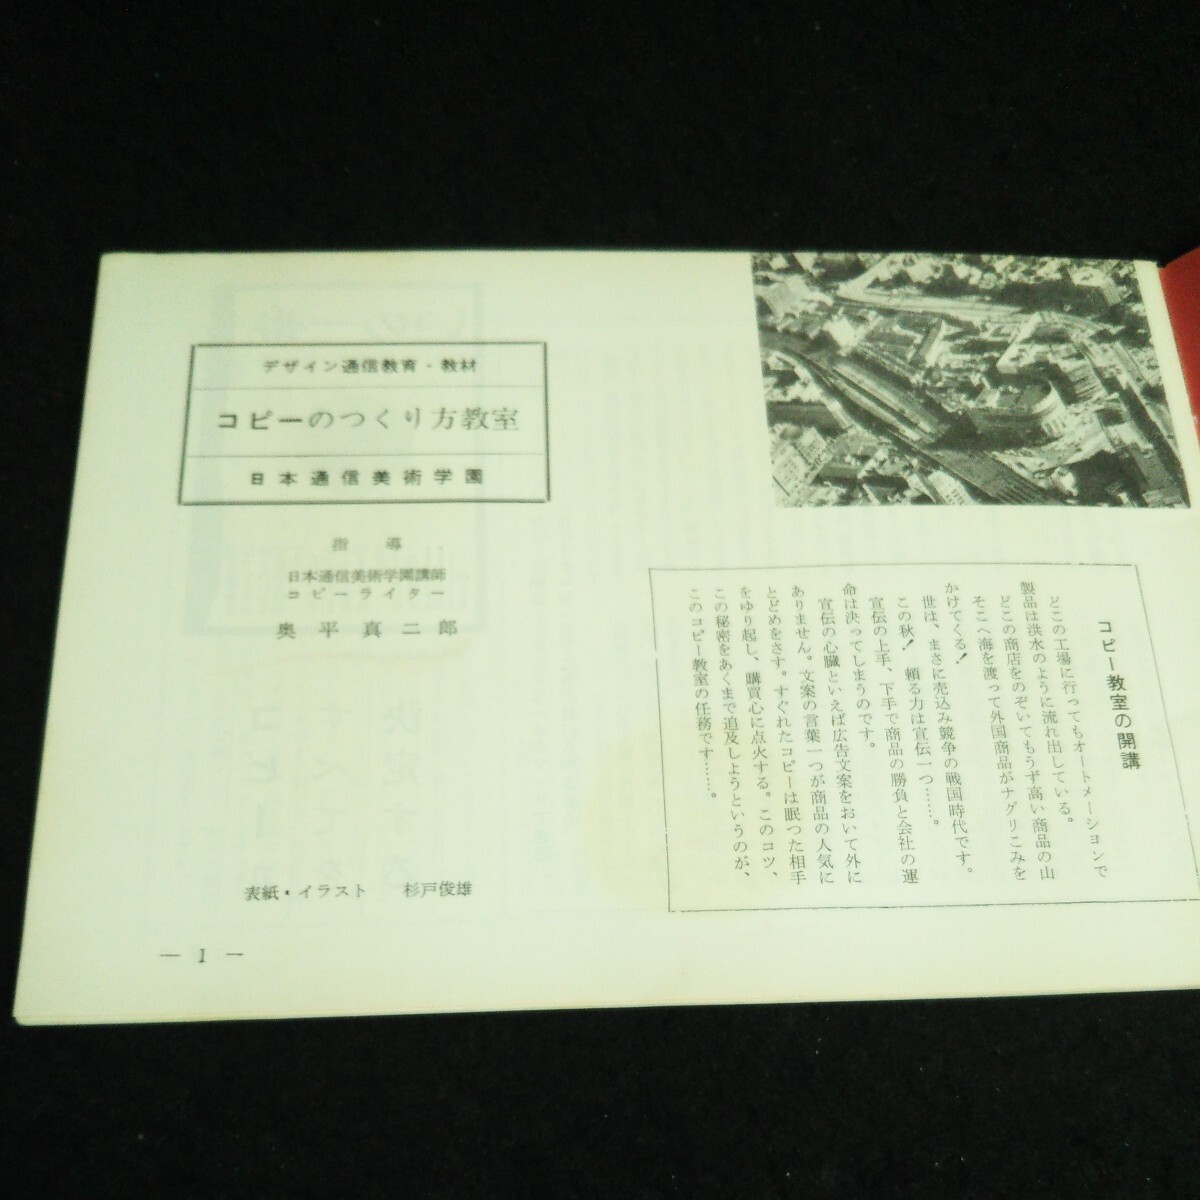 デザイン通信教育・教材
コピーのつくり方教室
日本通信美術学園
指導
日本通信美術学園講師
コピーライター
奥平真二郎
表紙・イラスト　杉戸俊雄
— 1 —
コピー教室の開講
どこの工場に行ってもオートメーションで
製品は洪水のように流れ出している。
どこの商店をのぞいてもうず高い商品の山
そこへ海を渡って外国商品がナグリこみを
かけてくる！
世は、まさに売込み競争の戦国時代です。
この秋！　頼る力は宣伝一つ……。
宣伝の上手、下手で商品の勝負と会社の運
命は決ってしまうのです。
宣伝の心臓といえば広告文案をおいて外に
ありません。文案の言葉一つが商品の人気に
とどめをさす。すぐれたコピーは眠った相手
をゆり起し、購買心に点火する。このコツ、
この秘密をあくまで追及しようというのが、
このコピー教室の任務です……。